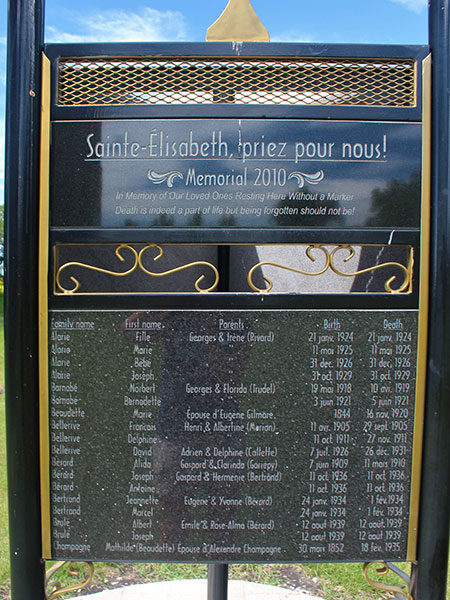 Sainte-Élisabeth, priez pour nous!
Memorial 2010
In Memory of Our Loved Ones Resting Here Without a Marker
Death is indeed a part of life but being forgotten should not be!
Family name First name Parents Birth Death
Alarie Fille Georges & Irène (Rivard) 21 janv. 1924 21 janv. 1924
Alarie Marie " 11 mai 1925 11 mai 1925
Alarie Bébé " 31 déc. 1926 31 déc. 1926
Alarie Joseph " 31 oct. 1929 31 oct. 1929
Barnabé Norbert Georges & Florida (Trudel) 19 mai 1918 10 av. 1919
Barnabé Bernadette " 3 juin 1921 5 juin 1921
Beaudette Marie Épouse d'Eugène Gilmore 1844 16 nov. 1920
Bellerive Francois Henri & Albertine 11 av. 1905 29 sept. 1905
Bellerive Delphine " 11 oct. 1911 27 nov. 1911
Bellerive David Adrien & Delphine 7 juil. 1926 26 déc. 1931
Bérard Alida Gaspard & Clarinda (Garrépy) 7 juin 1909 11 mars 1910
Bérard Joseph Gaspard & Hermenie (Bertrand) 11 oct. 1936 11 oct. 1936
Bérard Antoine " 11 oct. 1936 11 oct. 1936
Bertrand Jeannette Eugène & Yvonne (Bérard) 24 janv. 1934 1 fév. 1934
Bertrand Marcel " 24 janv. 1934 1 fév. 1934
Brulé Albert Emile & Rose-Alma (Bérard) 12 août 1939 12 août 1939
Brulé Joseph " 12 août 1939 12 août 1939
Champagne Mathilde (Beaudette) Épouse d'Alexandre Champagne 30 mars 1852 18 fév. 1935